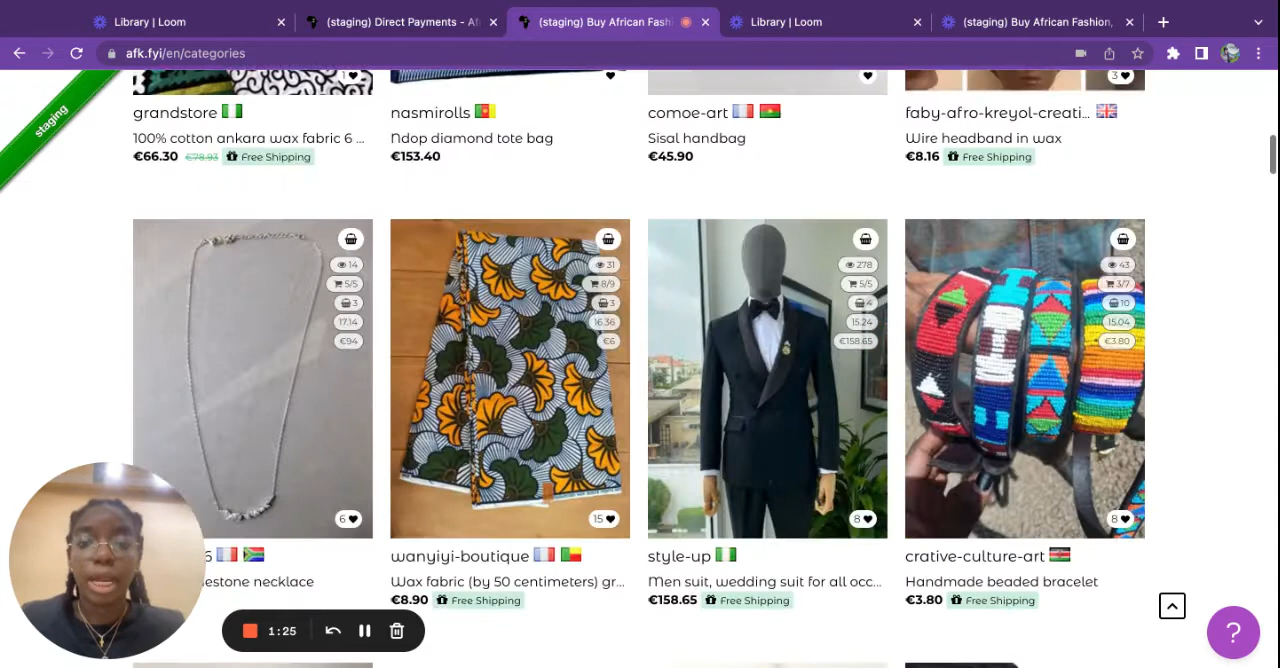 Library | Loom
(staging) Direct Payments - Af
(staging) Buy African Fash
Library | Loom
(staging) Buy African Fashion,
afk.fyi/en/categories
staging
1
3
grandstore
nasmirolls
comoe-art
faby-afro-kreyol-creati...
100% cotton ankara wax fabric 6 ...
Ndop diamond tote bag
Sisal handbag
Wire headband in wax
€66.30 €78.93 Free Shipping
€153.40
€45.90
€8.16 Free Shipping
14
5/5
3
17.14
€94
6
31
8/9
3
16.36
€6
15
278
5/5
4
15.24
€158.65
8
43
3/7
10
15.04
€3.80
8
6
wanyiyi-boutique
style-up
crative-culture-art
estone necklace
Wax fabric (by 50 centimeters) gr...
Men suit, wedding suit for all occ...
Handmade beaded bracelet
€8.90 Free Shipping
€158.65 Free Shipping
€3.80 Free Shipping
1:25
?